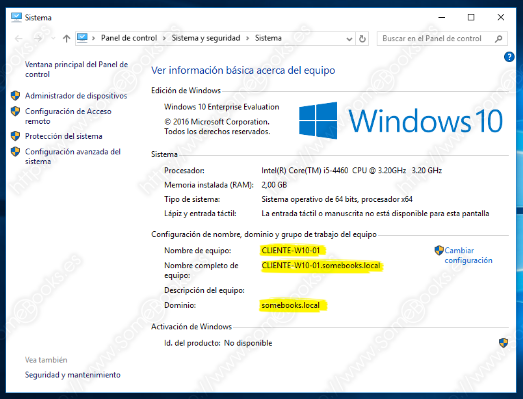 Sistema
Panel de control
Sistema y seguridad
Sistema
Buscar en el Panel de control
Ventana principal del Panel de
control
Administrador de dispositivos
Configuración de Acceso
remoto
Protección del sistema
Configuración avanzada del
sistema
Ver información básica acerca del equipo
Edición de Windows
Windows 10 Enterprise Evaluation
© 2016 Microsoft Corporation.
Todos los derechos reservados.
Windows 10
Sistema
Procesador: Intel(R) Core(TM) i5-4460 CPU @ 3.20GHz 3.20 GHz
Memoria instalada (RAM): 2,00 GB
Tipo de sistema: Sistema operativo de 64 bits, procesador x64
Lápiz y entrada táctil: La entrada táctil o manuscrita no está disponible para esta pantalla
Configuración de nombre, dominio y grupo de trabajo del equipo
Nombre de equipo: CLIENTE-W10-01
Cambiar
configuración
Nombre completo de
equipo: CLIENTE-W10-01.somebooks.local
Descripción del equipo:
Dominio: somebooks.local
Activación de Windows
Id. del producto: No disponible
Vea también
Seguridad y mantenimiento